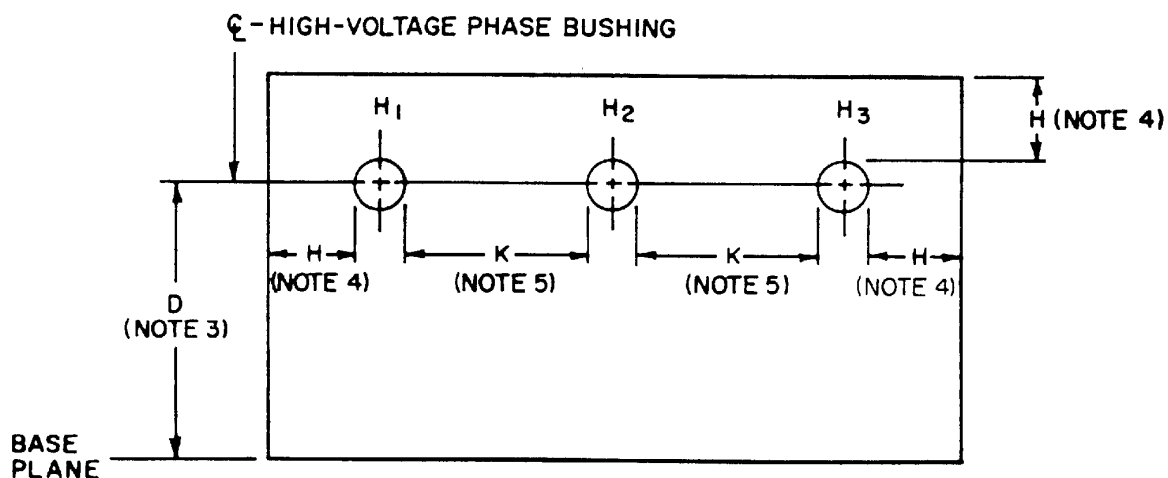 ℄-HIGH-VOLTAGE PHASE BUSHING
H1 H2 H3
H (NOTE 4)
H K K H
(NOTE 4) (NOTE 5) (NOTE 5) (NOTE 4)
D
(NOTE 3)
BASE
PLANE